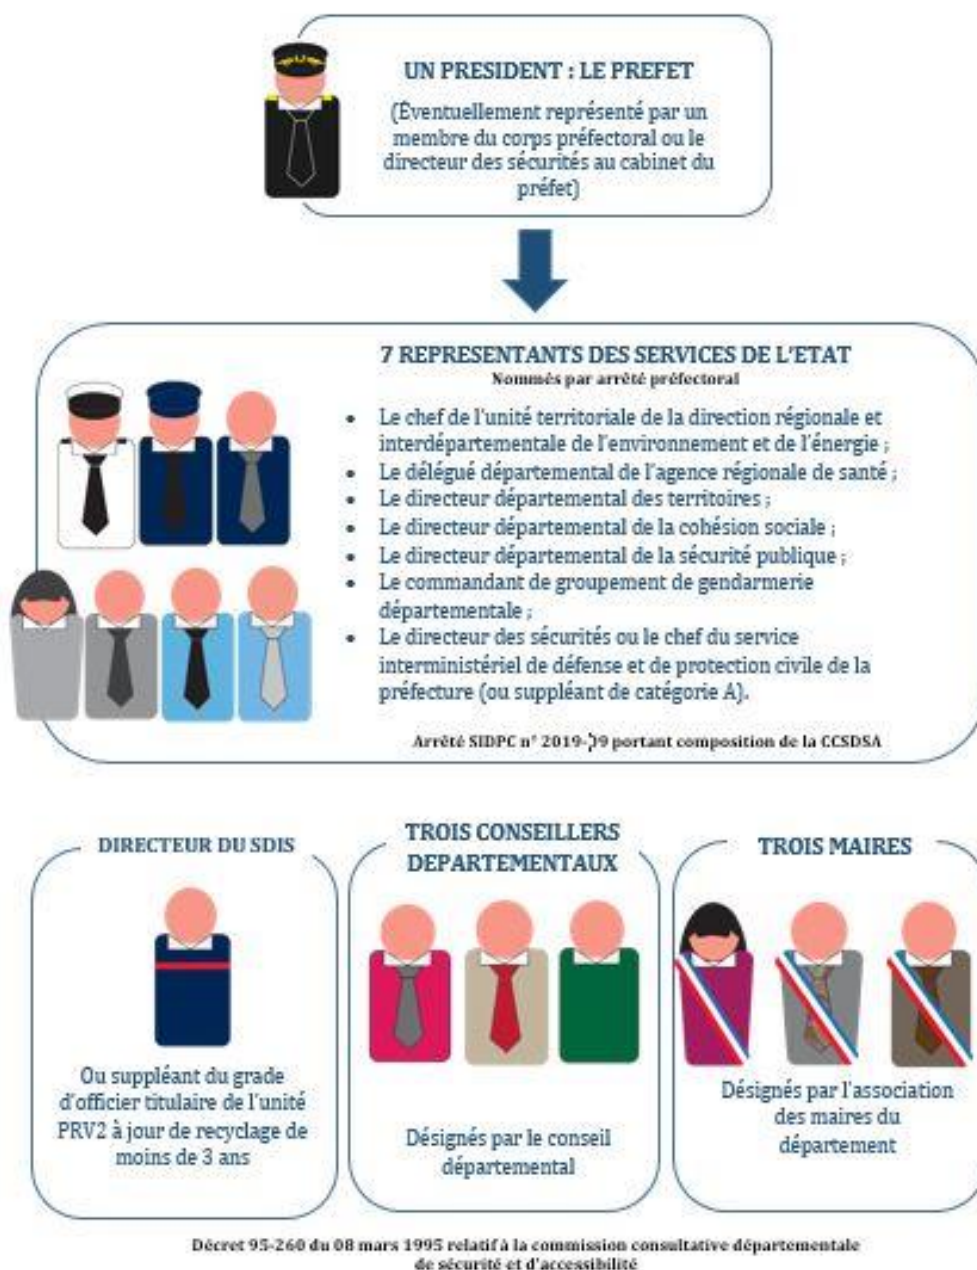 UN PRESIDENT : LE PREFET
(Éventuellement représenté par un
membre du corps préfectoral ou le
directeur des sécurités au cabinet du
préfet)
7 REPRESENTANTS DES SERVICES DE L'ETAT
Nommés par arrêté préfectoral
• Le chef de l'unité territoriale de la direction régionale et
interdépartementale de l'environnement et de l'énergie ;
• Le délégué départemental de l'agence régionale de santé ;
• Le directeur départemental des territoires ;
• Le directeur départemental de la cohésion sociale ;
• Le directeur départemental de la sécurité publique ;
• Le commandant de groupement de gendarmerie
départementale ;
• Le directeur des sécurités ou le chef du service
interministériel de défense et de protection civile de la
préfecture (ou suppléant de catégorie A).
Arrêté SIDPC n° portant composition de la CCSDSA
DIRECTEUR DU SDIS
Ou suppléant du grade
d'officier titulaire de l'unité
PRV2 à jour de recyclage de
moins de 3 ans
TROIS CONSEILLERS
DEPARTEMENTAUX
Désignés par le conseil
départemental
TROIS MAIRES
Désignés par l'association
des maires du
département
Décret 95-260 du 08 mars 1995 relatif à la commission consultative départementale
de sécurité et d'accessibilité